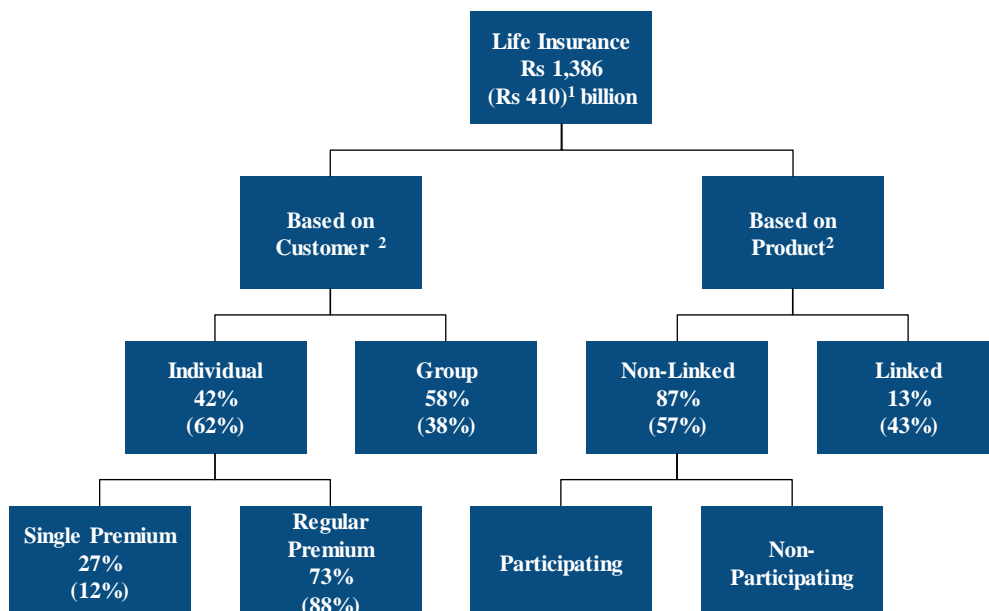 Life Insurance
Rs 1,386
(Rs 410)¹ billion
Based on
Customer ²
Based on
Product²
Individual
42%
(62%)
Group
58%
(38%)
Non-Linked
87%
(57%)
Linked
13%
(43%)
Single Premium
27%
(12%)
Regular
Premium
73%
(88%)
Participating
Non-
Participating